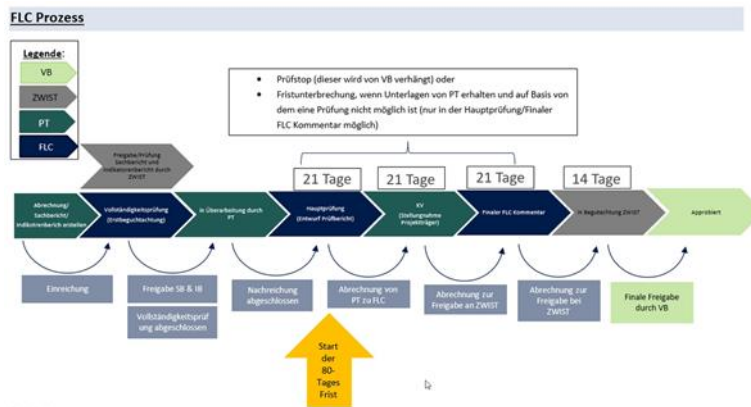 FLC Prozess
Legende:
VB
ZWIST
PT
FLC
• Prüfstop (dieser wird von VB verhängt) oder
• Fristunterbrechung, wenn Unterlagen von PT erhalten und auf Basis von
dem eine Prüfung nicht möglich ist (nur in der Hauptprüfung/Finaler
FLC Kommentar möglich)
Freigabe/Prüfung
Sachbericht und
Indikatorenbericht durch
ZWIST
21 Tage
21 Tage
21 Tage
14 Tage
Abrechnung/
Sachbericht/
Indikotrenberich erstellen
Vollständigkeitsprüfung
(Erstbegutachtung)
in Überarbeitung durch
PT
Hauptprüfung
(Entwurf Prüfbericht)
KV
(Stellungnahme
Projektträger)
Finaler FLC Kommentar
in Begutachtung ZWIST
Approbiert
Einreichung
Freigabe SB & IB
Vollständigkeitsprüf
ung abgeschlossen
Nachreichung
abgeschlossen
Abrechnung von
PT zu FLC
Abrechnung zur
Freigabe an ZWIST
Abrechnung zur
Freigabe bei
ZWIST
Finale Freigabe
durch VB
Start
der
80-
Tages
Frist